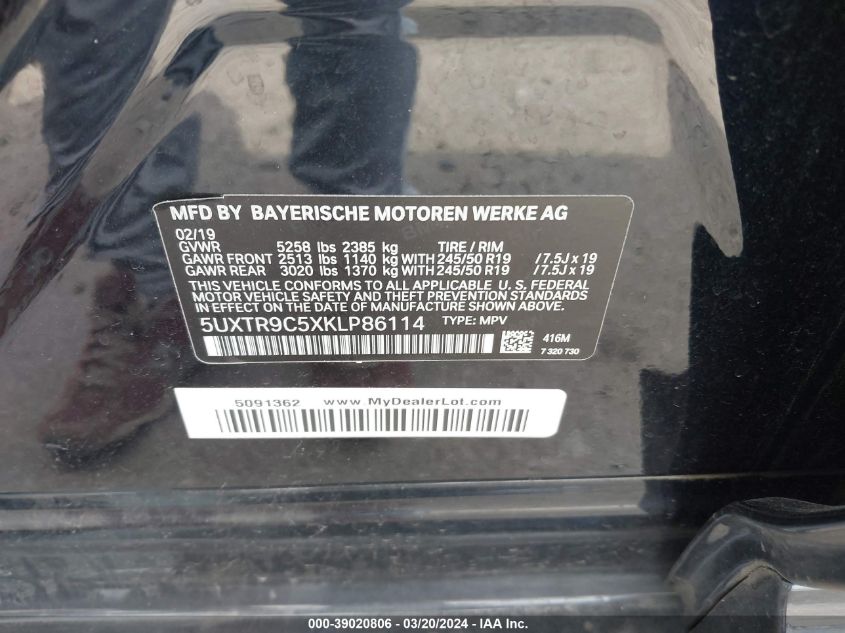 MFD BY BAYERISCHE MOTOREN WERKE AG
02/19
GVWR 5258 lbs 2385 kg TIRE / RIM
GAWR FRONT 2513 lbs 1140 kg WITH 245/50 R19 /7.5J x 19
GAWR REAR 3020 lbs 1370 kg WITH 245/50 R19 /7.5J x 19
THIS VEHICLE CONFORMS TO ALL APPLICABLE U.S. FEDERAL
MOTOR VEHICLE SAFETY AND THEFT PREVENTION STANDARDS
IN EFFECT ON THE DATE OF MANUFACTURE SHOWN ABOVE.
5UXTR9C5XKLP86114 TYPE: MPV
416M
7 320 730
5091362 www.MyDealerLot.com
000-39020806 - 03/20/2024 - IAA Inc.